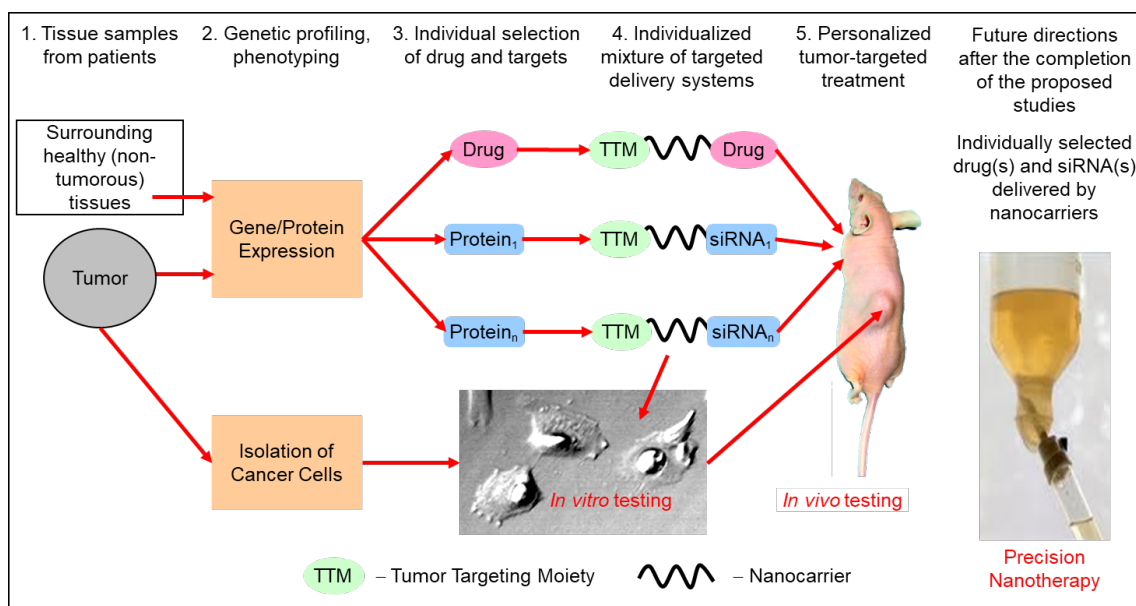 1. Tissue samples
from patients
2. Genetic profiling,
phenotyping
3. Individual selection
of drug and targets
4. Individualized
mixture of targeted
delivery systems
5. Personalized
tumor-targeted
treatment
Future directions
after the completion
of the proposed
studies
Surrounding
healthy (non-
tumorous)
tissues
Tumor
Gene/Protein
Expression
Isolation of
Cancer Cells
Drug
TTM
Drug
Protein₁
TTM
siRNA₁
Proteinₙ
TTM
siRNAₙ
In vitro testing
In vivo testing
Individually selected
drug(s) and siRNA(s)
delivered by
nanocarriers
Precision
Nanotherapy
TTM – Tumor Targeting Moiety
– Nanocarrier